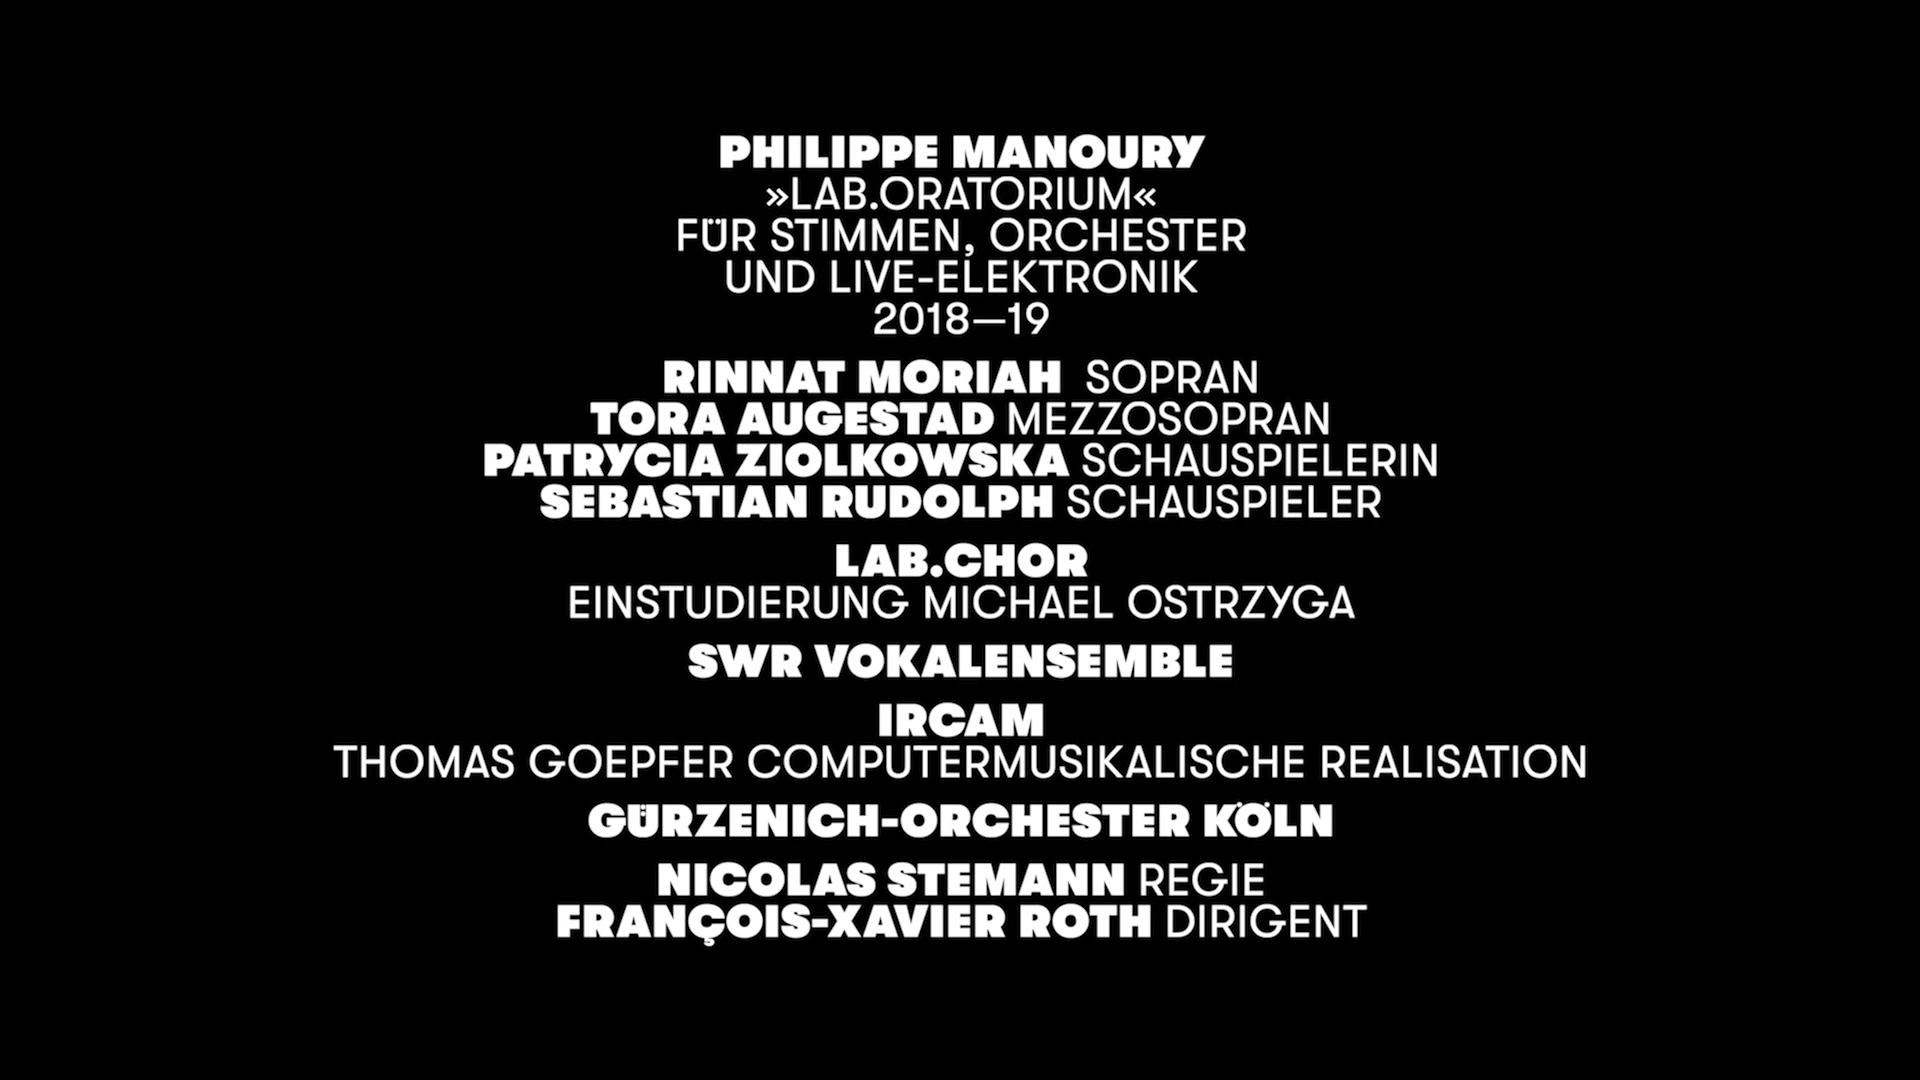 PHILIPPE MANOURY
»LAB.ORATORIUM«
FÜR STIMMEN, ORCHESTER
UND LIVE-ELEKTRONIK
2018—19
RINNAT MORIAH SOPRAN
TORA AUGESTAD MEZZOSOPRAN
PATRYCIA ZIOLKOWSKA SCHAUSPIELERIN
SEBASTIAN RUDOLPH SCHAUSPIELER
LAB.CHOR
EINSTUDIERUNG MICHAEL OSTRZYGA
SWR VOKALENSEMBLE
IRCAM
THOMAS GOEPFER COMPUTERMUSIKALISCHE REALISATION
GÜRZENICH-ORCHESTER KÖLN
NICOLAS STEMANN REGIE
FRANÇOIS-XAVIER ROTH DIRIGENT